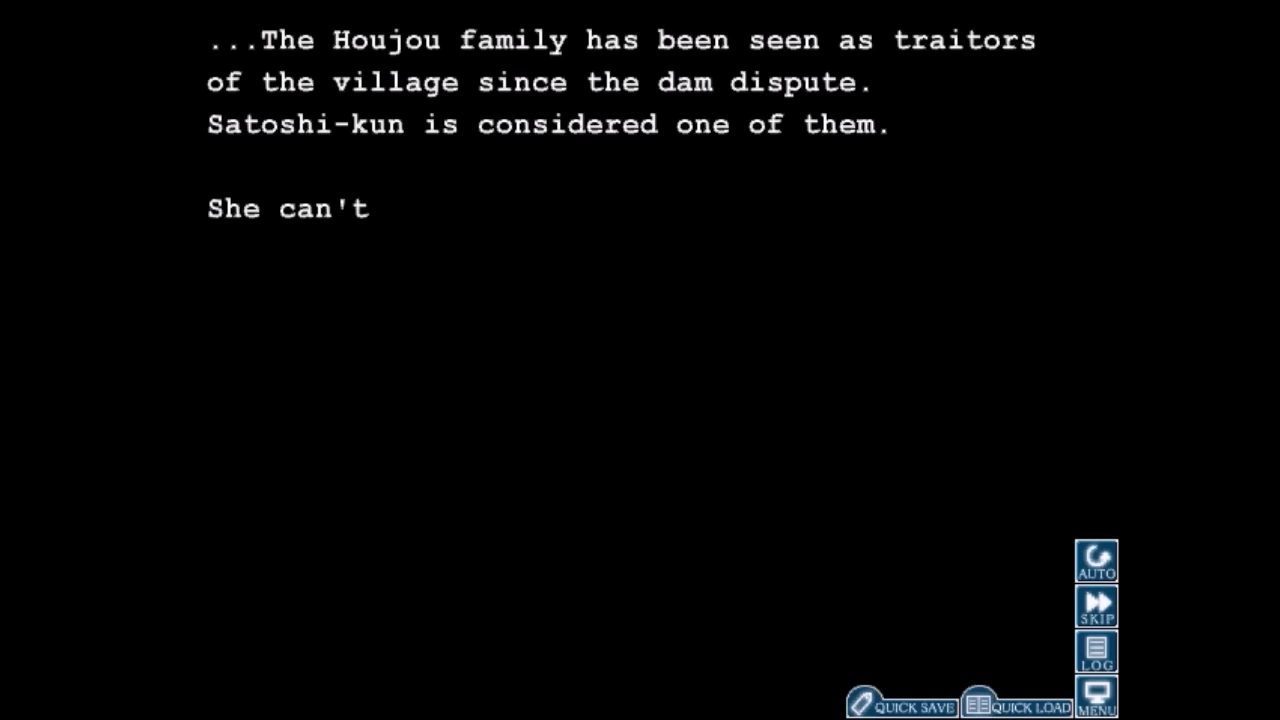 ...The Houjou family has been seen as traitors
of the village since the dam dispute.
Satoshi-kun is considered one of them.
She can't
AUTO
SKIP
LOG
QUICK SAVE
QUICK LOAD
MENU